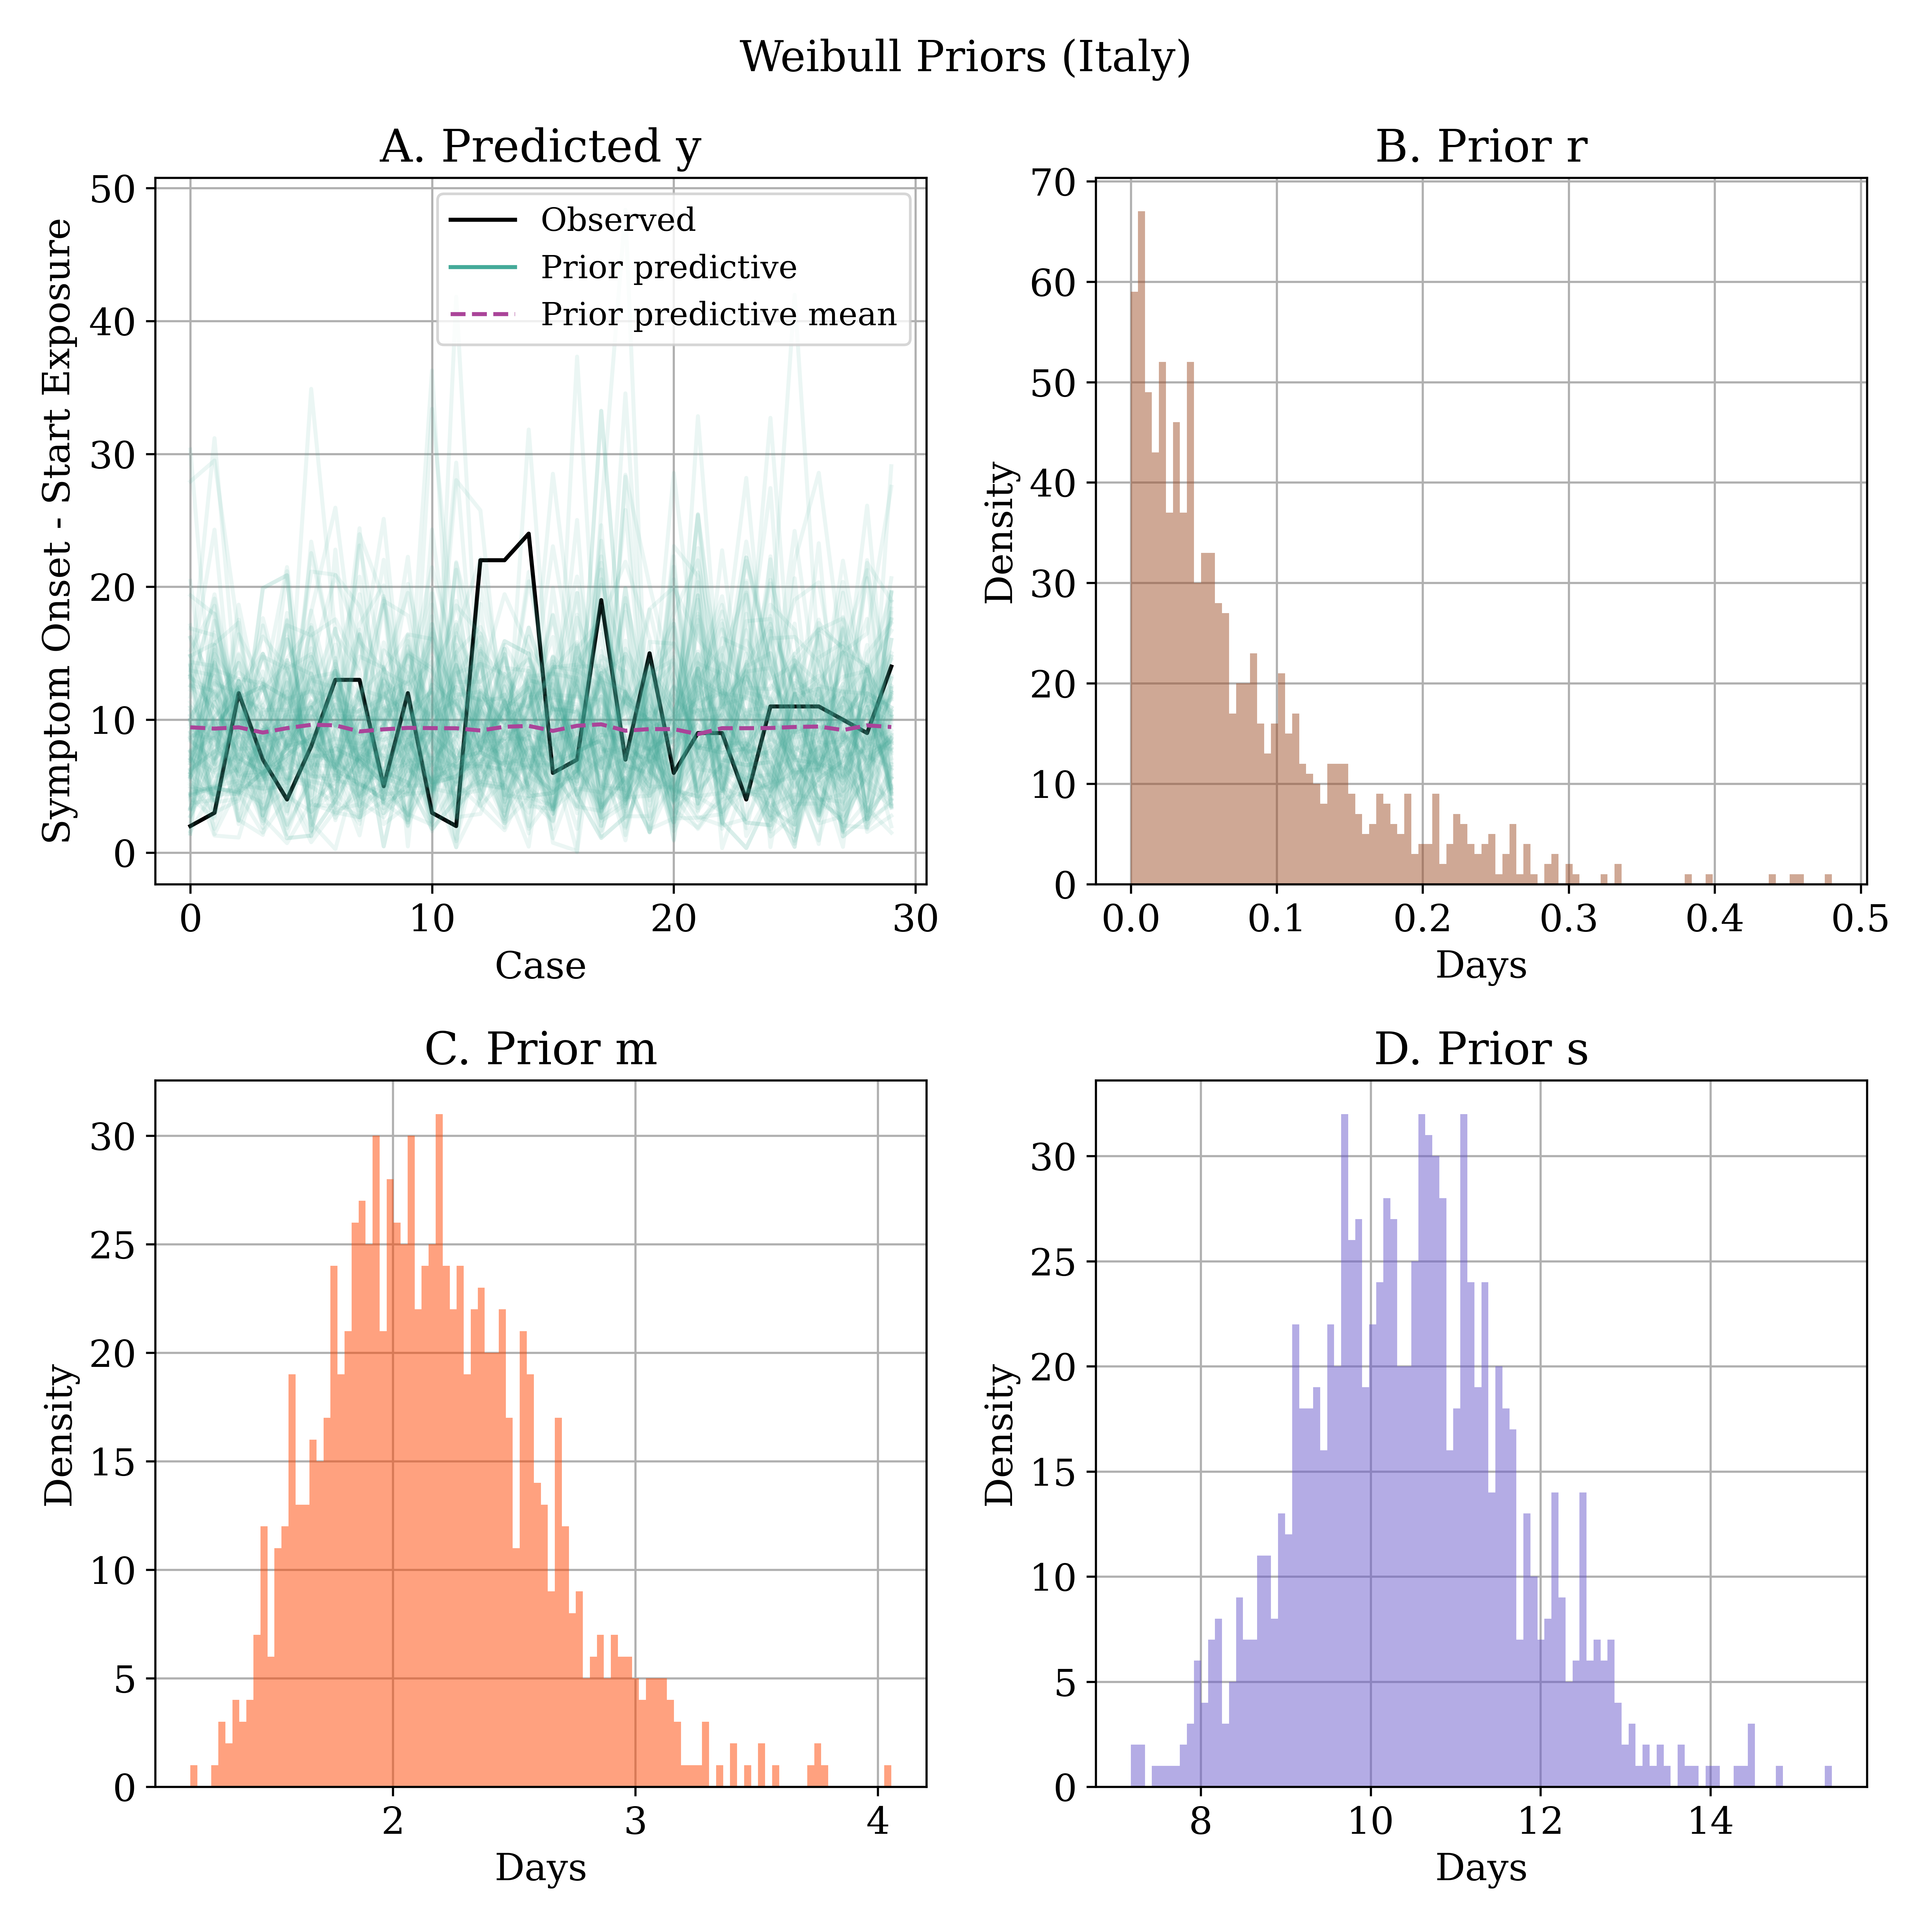 Weibull Priors (Italy)
A. Predicted y
Symptom Onset - Start Exposure
50
40
30
20
10
0
Observed
Prior predictive
Prior predictive mean
0 10 20 30
Case
B. Prior r
Density
70
60
50
40
30
20
10
0
0.0 0.1 0.2 0.3 0.4 0.5
Days
C. Prior m
Density
30
25
20
15
10
5
0
2 3 4
Days
D. Prior s
Density
30
25
20
15
10
5
0
8 10 12 14
Days